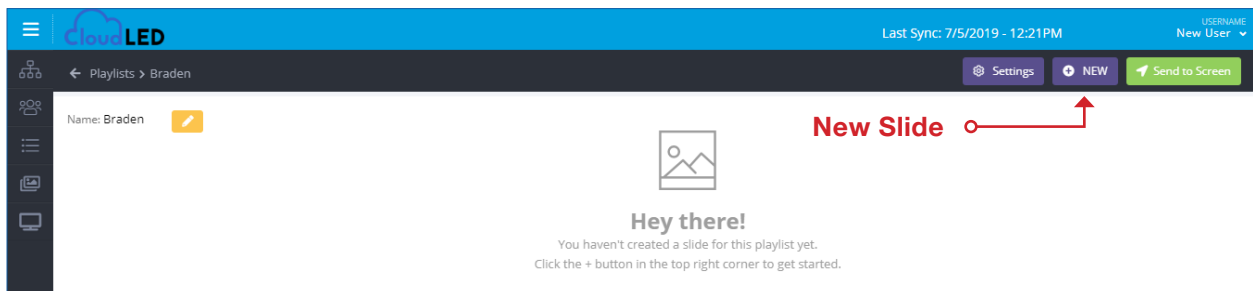 CloudLED
Last Sync: 7/5/2019 - 12:21PM
USERNAME
New User
Playlists > Braden
Settings
NEW
Send to Screen
Name: Braden
New Slide
Hey there!
You haven't created a slide for this playlist yet.
Click the + button in the top right corner to get started.